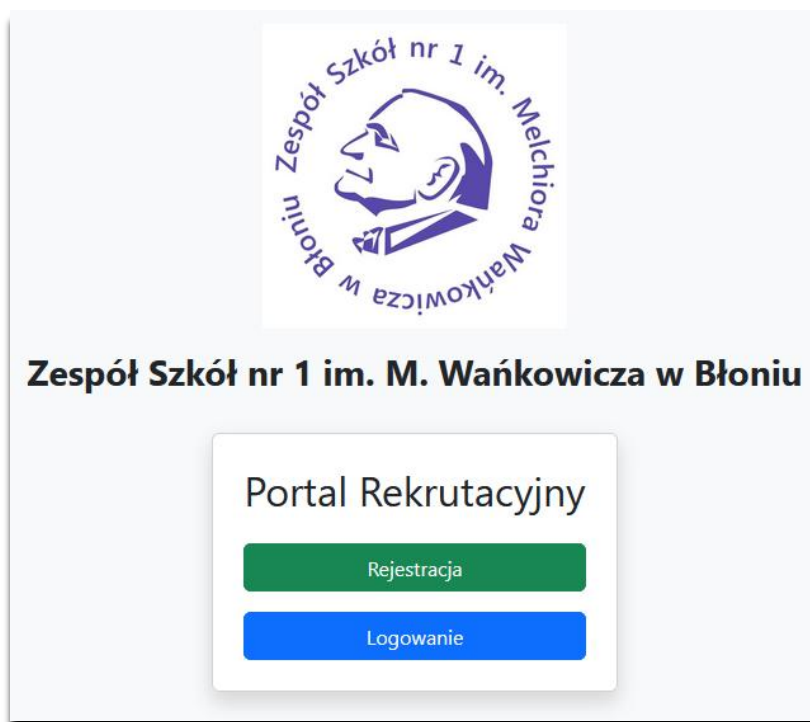 Zespół Szkół nr 1 im. Melchiora Wańkowicza w Błoniu
Zespół Szkół nr 1 im. M. Wańkowicza w Błoniu
Portal Rekrutacyjny
Rejestracja
Logowanie